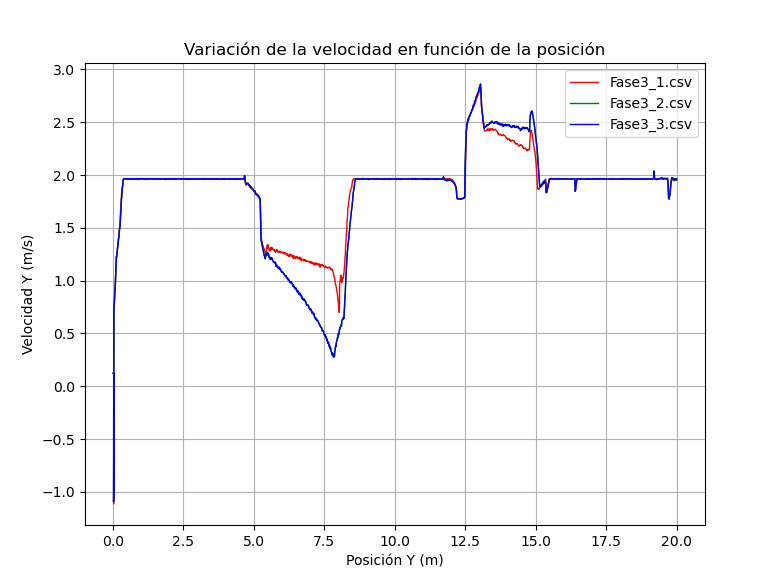 Variación de la velocidad en función de la posición
Fase3_1.csv
Fase3_2.csv
Fase3_3.csv
3.0
2.5
2.0
1.5
1.0
0.5
0.0
−0.5
−1.0
Velocidad Y (m/s)
0.0 2.5 5.0 7.5 10.0 12.5 15.0 17.5 20.0
Posición Y (m)